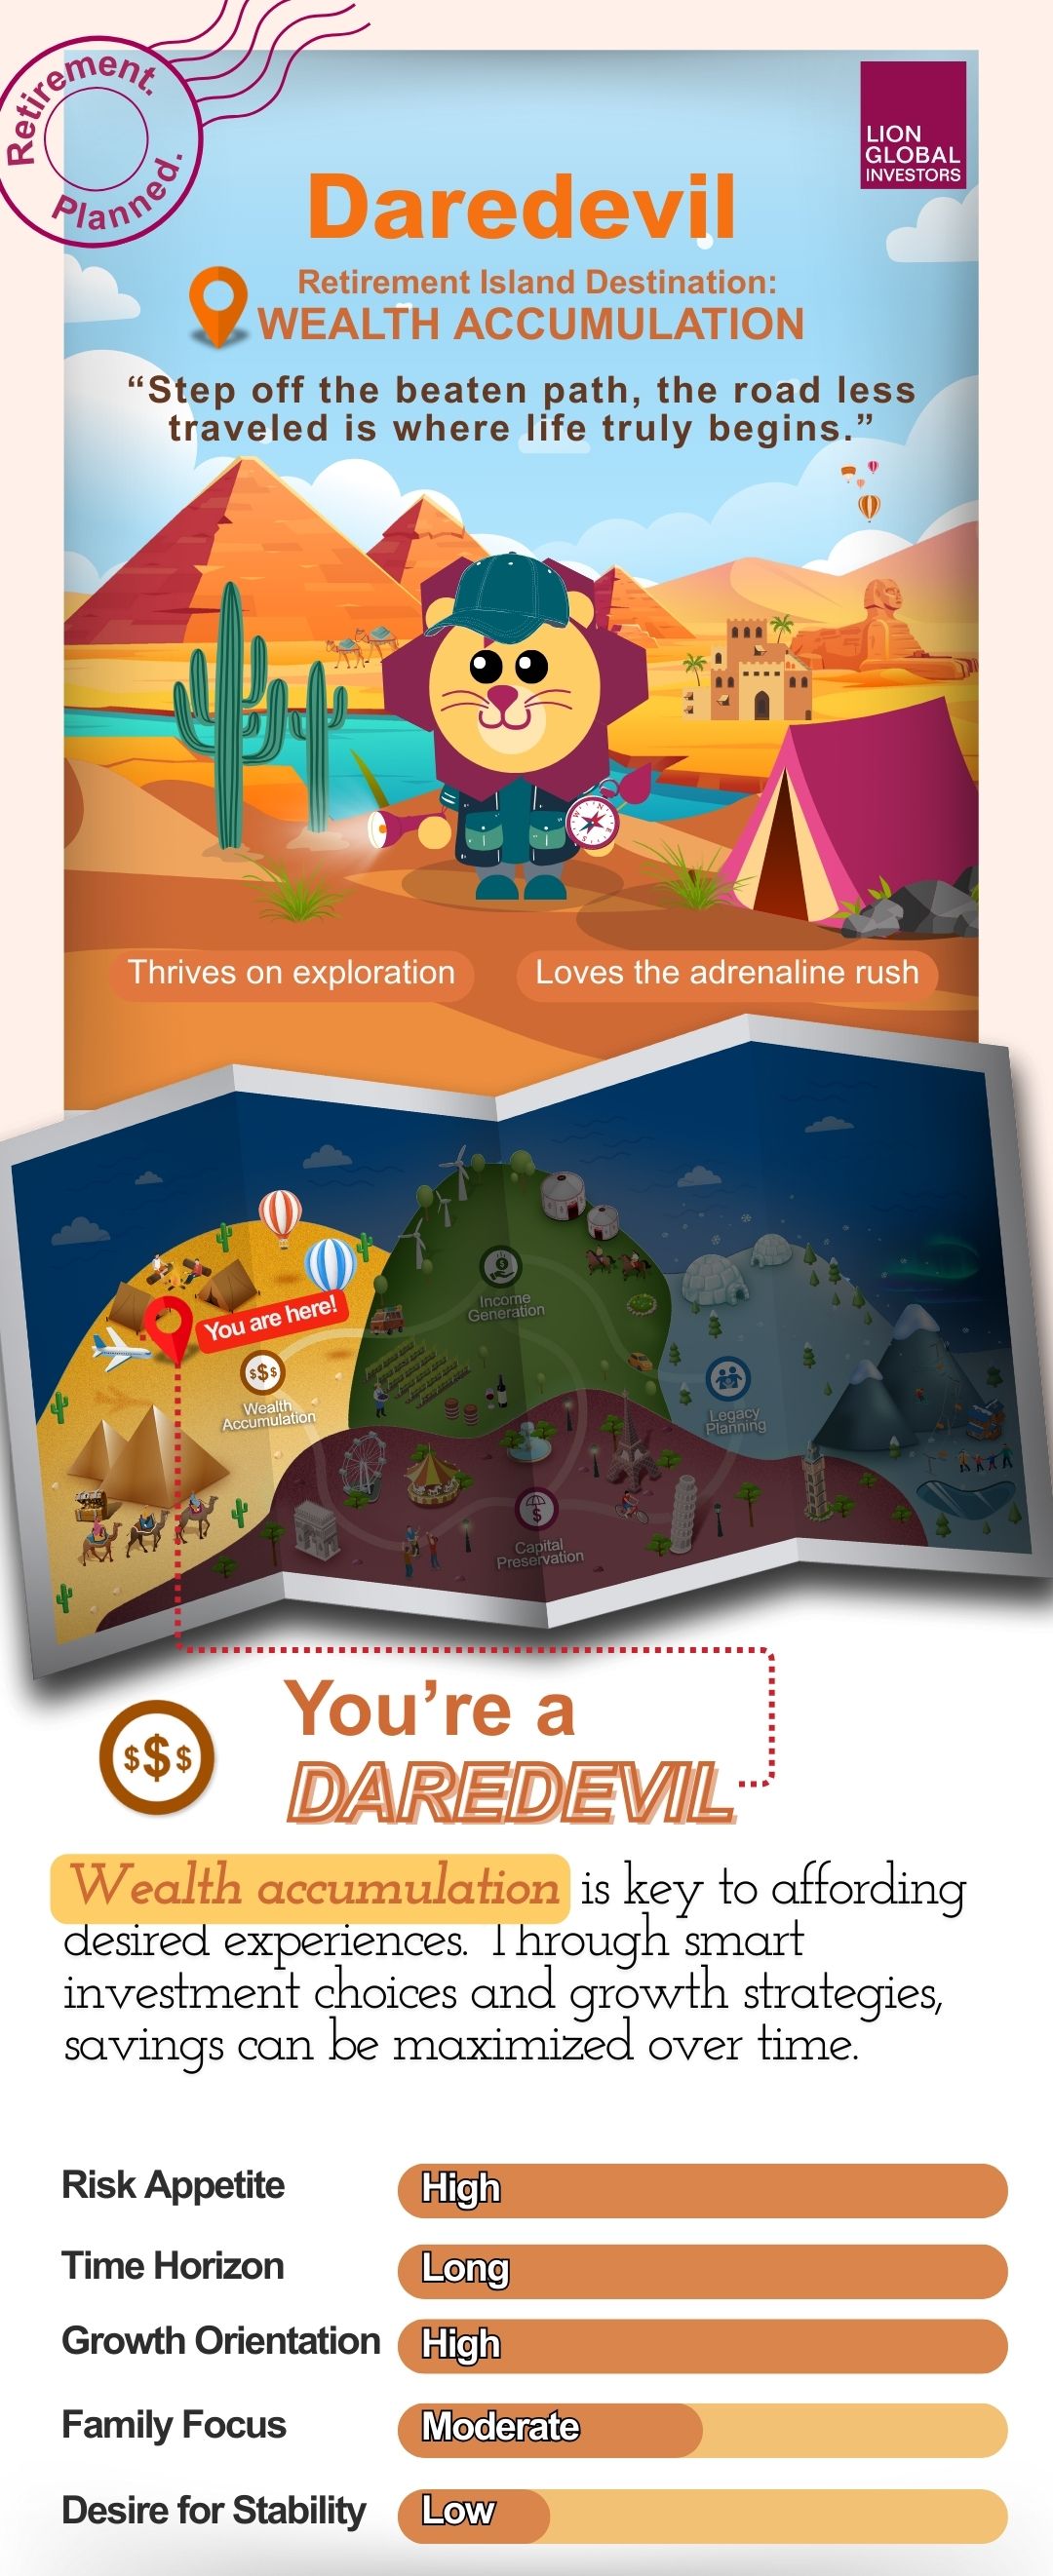 Retirement.
Planned.
LION
GLOBAL
INVESTORS
Daredevil
Retirement Island Destination:
WEALTH ACCUMULATION
“Step off the beaten path, the road less
traveled is where life truly begins.”
N
E
S
W
Thrives on exploration
Loves the adrenaline rush
$
Income
Generation
You are here!
$$$
Wealth
Accumulation
Legacy
Planning
$
Capital
Preservation
$$$
You’re a
DAREDEVIL
Wealth accumulation is key to affording
desired experiences. Through smart
investment choices and growth strategies,
savings can be maximized over time.
Risk Appetite High
Time Horizon Long
Growth Orientation High
Family Focus Moderate
Desire for Stability Low